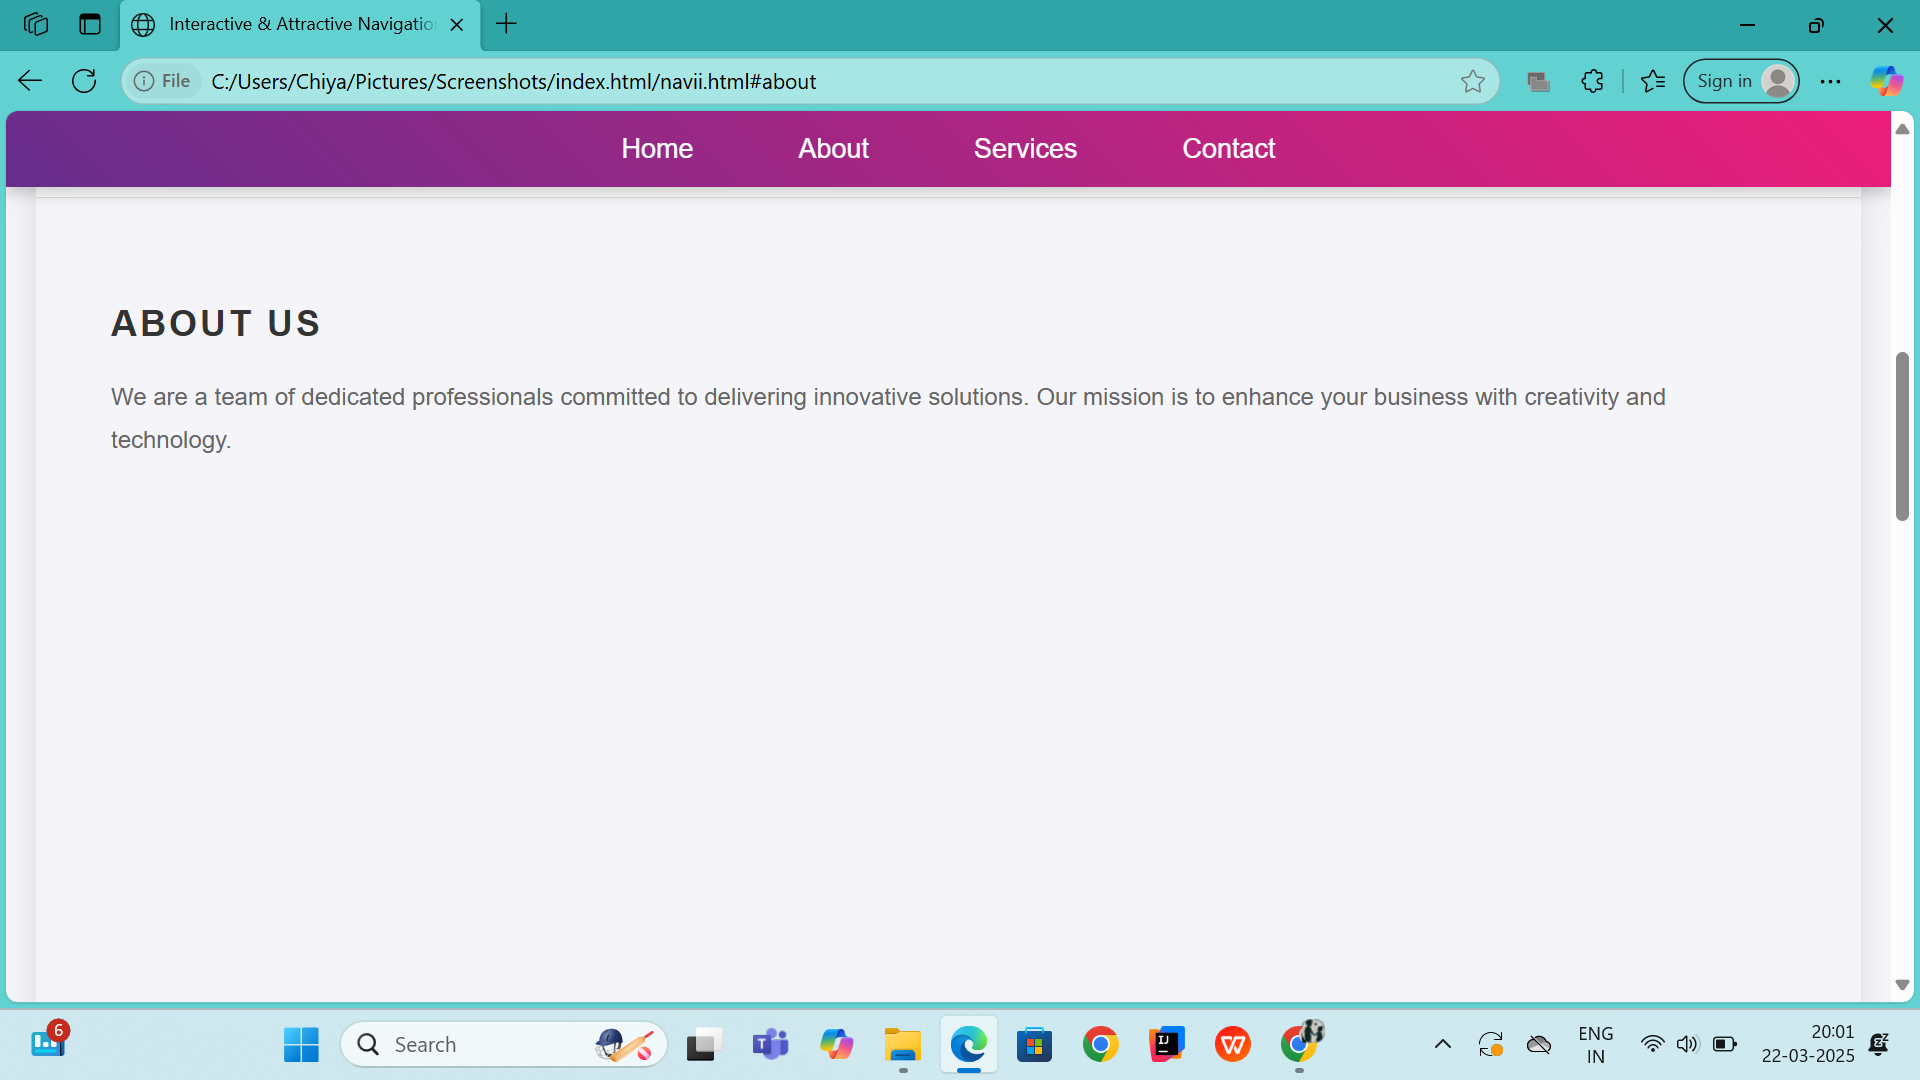 Interactive & Attractive Navigatio
File
C:/Users/Chiya/Pictures/Screenshots/index.html/navii.html#about
Sign in
Home
About
Services
Contact
ABOUT US
We are a team of dedicated professionals committed to delivering innovative solutions. Our mission is to enhance your business with creativity and
technology.
6
Search
T
IJ
W
ENG
IN
20:01
22-03-2025